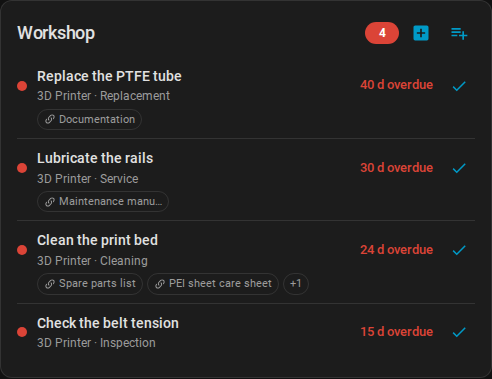 Workshop
4
Replace the PTFE tube
40 d overdue
3D Printer · Replacement
Documentation
Lubricate the rails
30 d overdue
3D Printer · Service
Maintenance manu...
Clean the print bed
24 d overdue
3D Printer · Cleaning
Spare parts list
PEI sheet care sheet
+1
Check the belt tension
15 d overdue
3D Printer · Inspection